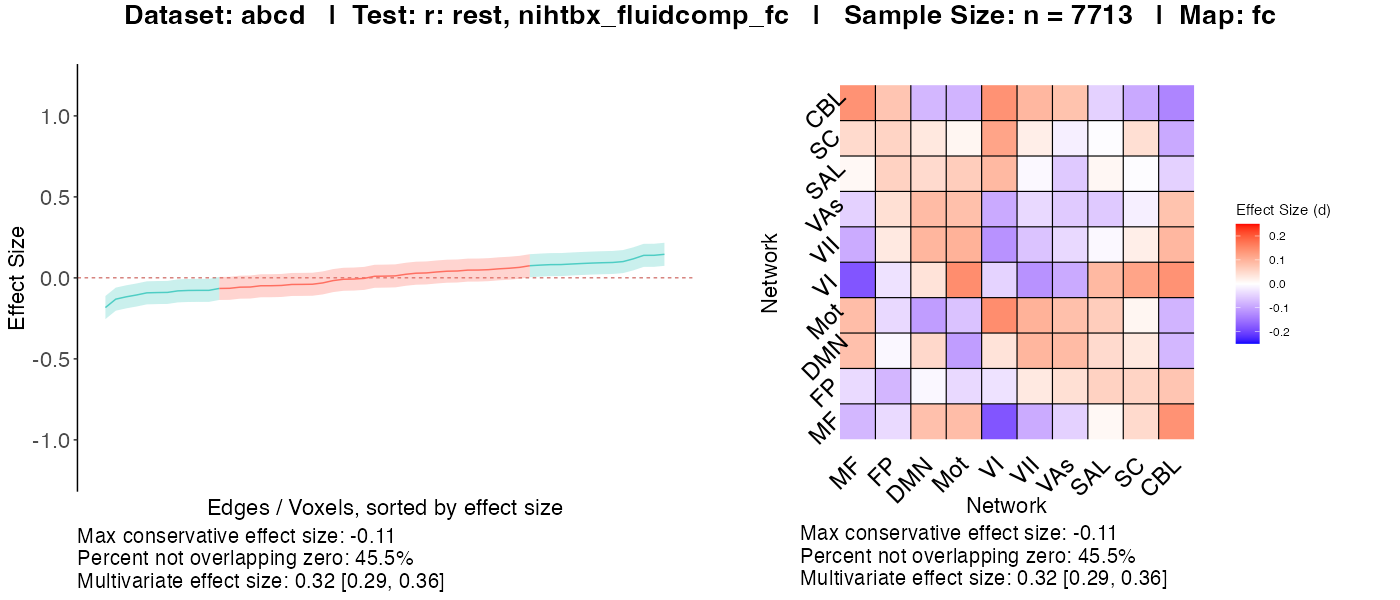 Dataset: abcd | Test: r: rest, nihtbx_fluidcomp_fc | Sample Size: n = 7713 | Map: fc
Effect Size
1.0
0.5
0.0
-0.5
-1.0
Edges / Voxels, sorted by effect size
Max conservative effect size: -0.11
Percent not overlapping zero: 45.5%
Multivariate effect size: 0.32 [0.29, 0.36]
Network
CBL
SC
SAL
VAs
VII
VI
Mot
DMN
FP
MF
MF
FP
DMN
Mot
VI
VII
VAs
SAL
SC
CBL
Network
Max conservative effect size: -0.11
Percent not overlapping zero: 45.5%
Multivariate effect size: 0.32 [0.29, 0.36]
Effect Size (d)
0.2
0.1
0.0
-0.1
-0.2